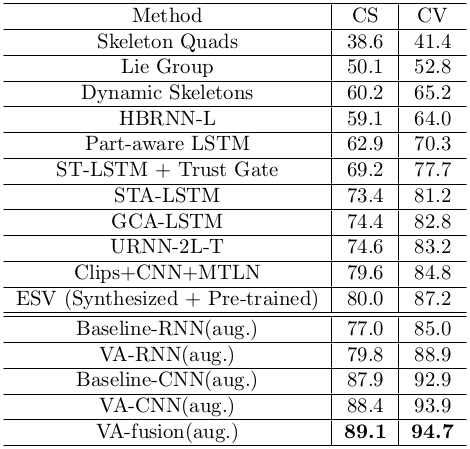 Method CS CV
Skeleton Quads 38.6 41.4
Lie Group 50.1 52.8
Dynamic Skeletons 60.2 65.2
HBRNN-L 59.1 64.0
Part-aware LSTM 62.9 70.3
ST-LSTM + Trust Gate 69.2 77.7
STA-LSTM 73.4 81.2
GCA-LSTM 74.4 82.8
URNN-2L-T 74.6 83.2
Clips+CNN+MTLN 79.6 84.8
ESV (Synthesized + Pre-trained) 80.0 87.2
Baseline-RNN(aug.) 77.0 85.0
VA-RNN(aug.) 79.8 88.9
Baseline-CNN(aug.) 87.9 92.9
VA-CNN(aug.) 88.4 93.9
VA-fusion(aug.) 89.1 94.7